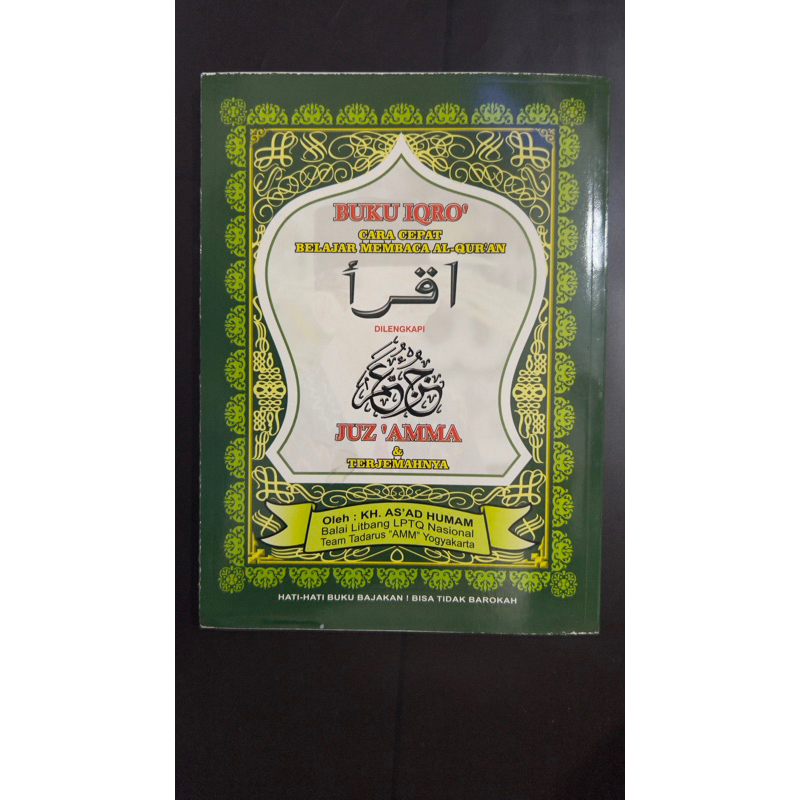 BUKU IQRO'
CARA CEPAT
BELAJAR MEMBACA AL-QUR'AN
اقرأ
DILENGKAPI
جزء عم
JUZ 'AMMA
&
TERJEMAHNYA
Oleh : KH. AS'AD HUMAM
Balai Litbang LPTQ Nasional
Team Tadarus "AMM" Yogyakarta
HATI-HATI BUKU BAJAKAN ! BISA TIDAK BAROKAH